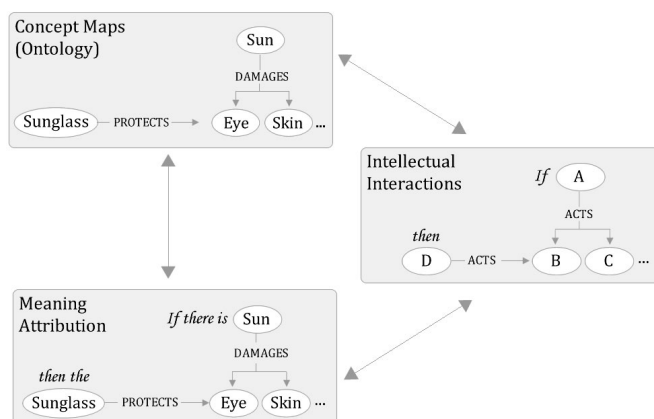 Concept Maps
(Ontology)
Sun
DAMAGES
Sunglass
PROTECTS
Eye
Skin
...
Intellectual
Interactions
If
A
ACTS
then
D
ACTS
B
C
...
Meaning
Attribution
If there is
Sun
DAMAGES
then the
Sunglass
PROTECTS
Eye
Skin
...